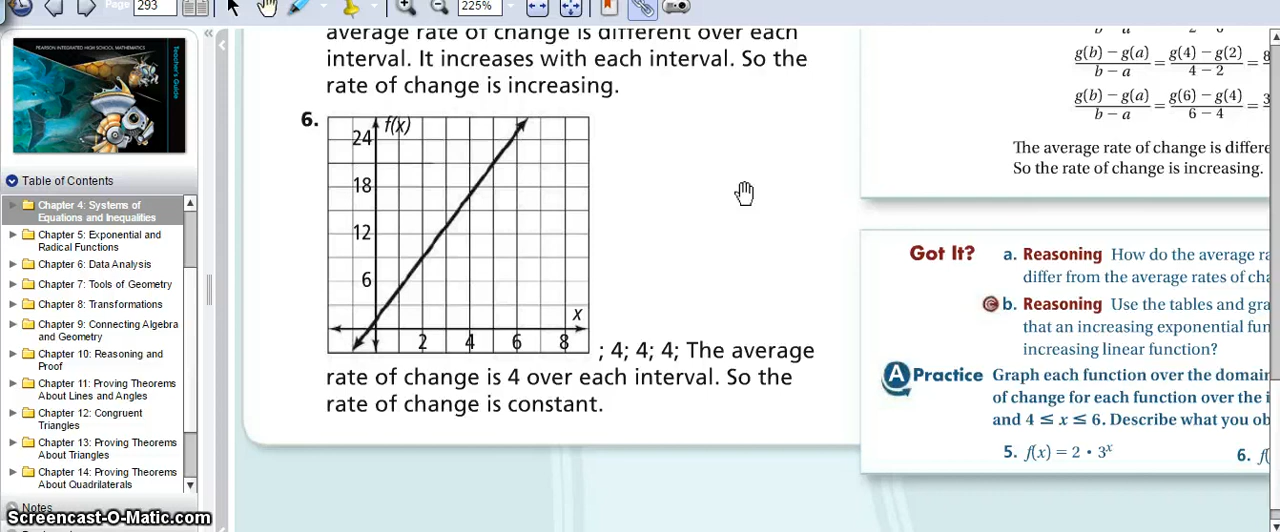 Page 293 225%
PEARSON INTEGRATED HIGH SCHOOL MATHEMATICS
Teacher's Guide
Table of Contents
Chapter 4: Systems of
Equations and Inequalities
Chapter 5: Exponential and
Radical Functions
Chapter 6: Data Analysis
Chapter 7: Tools of Geometry
Chapter 8: Transformations
Chapter 9: Connecting Algebra
and Geometry
Chapter 10: Reasoning and
Proof
Chapter 11: Proving Theorems
About Lines and Angles
Chapter 12: Congruent
Triangles
Chapter 13: Proving Theorems
About Triangles
Chapter 14: Proving Theorems
About Quadrilaterals
Notes
Screencast-O-Matic.com
average rate of change is different over each
interval. It increases with each interval. So the
rate of change is increasing.
6.
f(x)
24
18
12
6
x
2 4 6 8
; 4; 4; 4; The average
rate of change is 4 over each interval. So the
rate of change is constant.
g(b) − g(a) / b − a = g(4) − g(2) / 4 − 2 = 8
g(b) − g(a) / b − a = g(6) − g(4) / 6 − 4 = 3
The average rate of change is differe
So the rate of change is increasing.
Got It? a. Reasoning How do the average ra
differ from the average rates of cha
b. Reasoning Use the tables and gra
that an increasing exponential fun
increasing linear function?
A Practice Graph each function over the domain
of change for each function over the i
and 4 ≤ x ≤ 6. Describe what you ob
5. f(x) = 2 · 3ˣ 6. f(